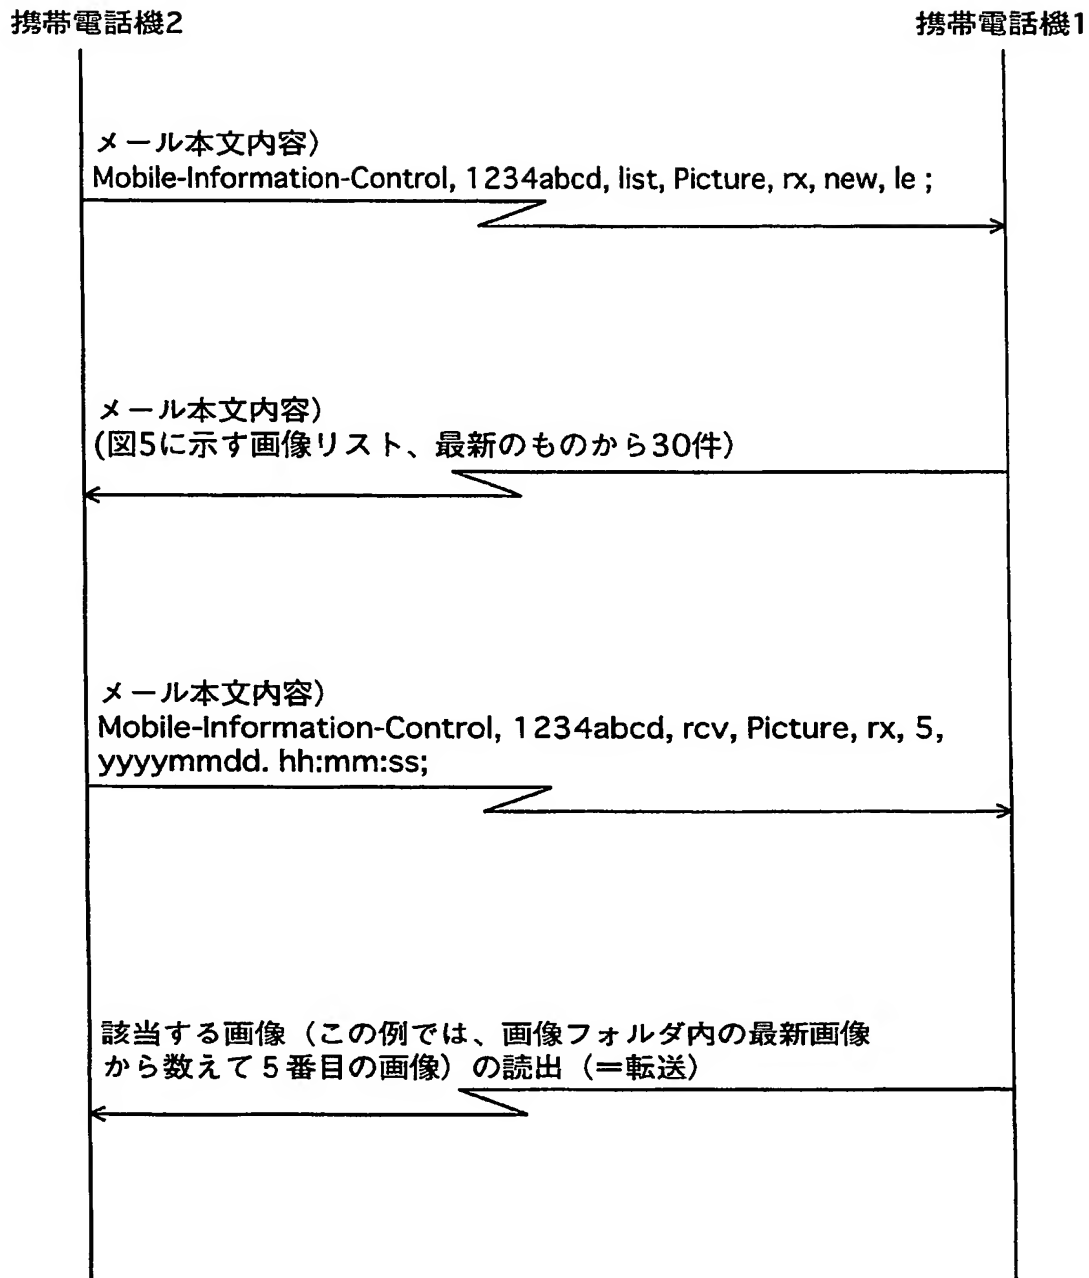 携帯電話機2
携帯電話機1
メール本文内容)
Mobile-Information-Control, 1234abcd, list, Picture, rx, new, le ;
メール本文内容)
(図5に示す画像リスト、最新のものから30件)
メール本文内容)
Mobile-Information-Control, 1234abcd, rcv, Picture, rx, 5,
yyyymmdd. hh:mm:ss;
該当する画像（この例では、画像フォルダ内の最新画像
から数えて５番目の画像）の読出（＝転送）